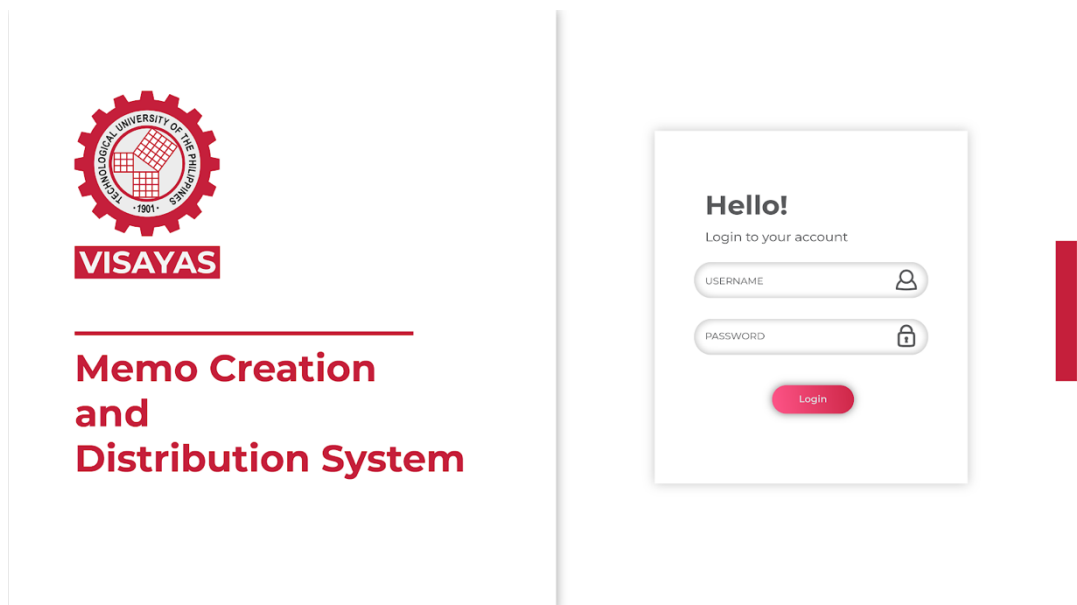 TECHNOLOGICAL UNIVERSITY OF THE PHILIPPINES
· 1901 ·
VISAYAS
Memo Creation
and
Distribution System
Hello!
Login to your account
USERNAME
PASSWORD
Login